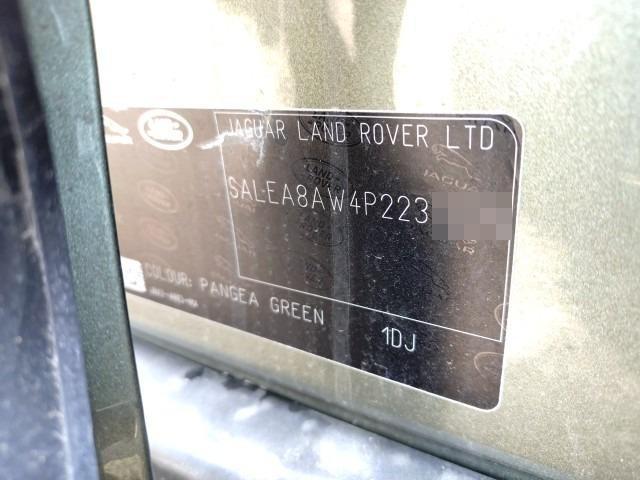 JAGUAR LAND ROVER LTD
SALEA8AW4P223
COLOUR: PANGEA GREEN
1DJ